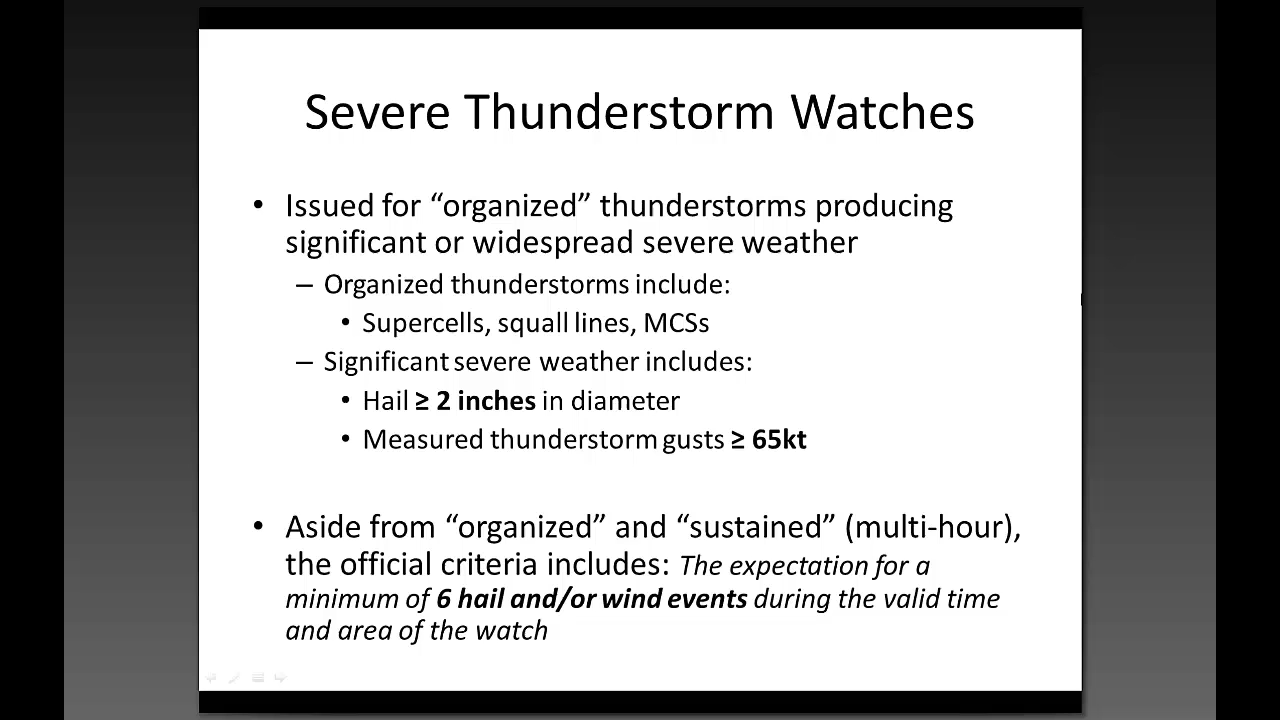 Severe Thunderstorm Watches
• Issued for “organized” thunderstorms producing
significant or widespread severe weather
– Organized thunderstorms include:
• Supercells, squall lines, MCSs
– Significant severe weather includes:
• Hail ≥ 2 inches in diameter
• Measured thunderstorm gusts ≥ 65kt
• Aside from “organized” and “sustained” (multi-hour),
the official criteria includes: The expectation for a
minimum of 6 hail and/or wind events during the valid time
and area of the watch